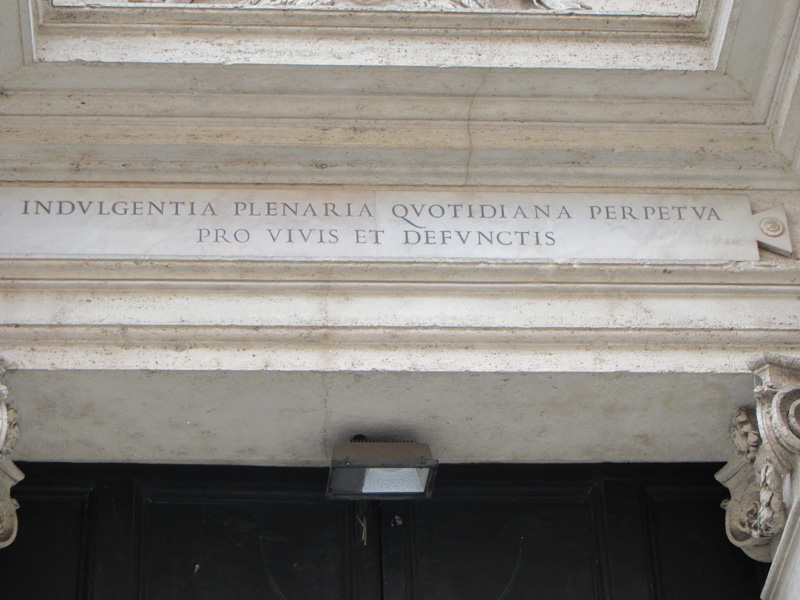 INDVLGENTIA PLENARIA QVOTIDIANA PERPETVA
PRO VIVIS ET DEFVNCTIS